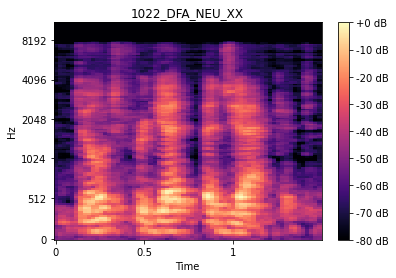 1022_DFA_NEU_XX
+0 dB
8192
-10 dB
4096
-20 dB
-30 dB
2048
Hz
-40 dB
1024
-50 dB
512
-60 dB
-70 dB
0
-80 dB
0
0.5
1
Time